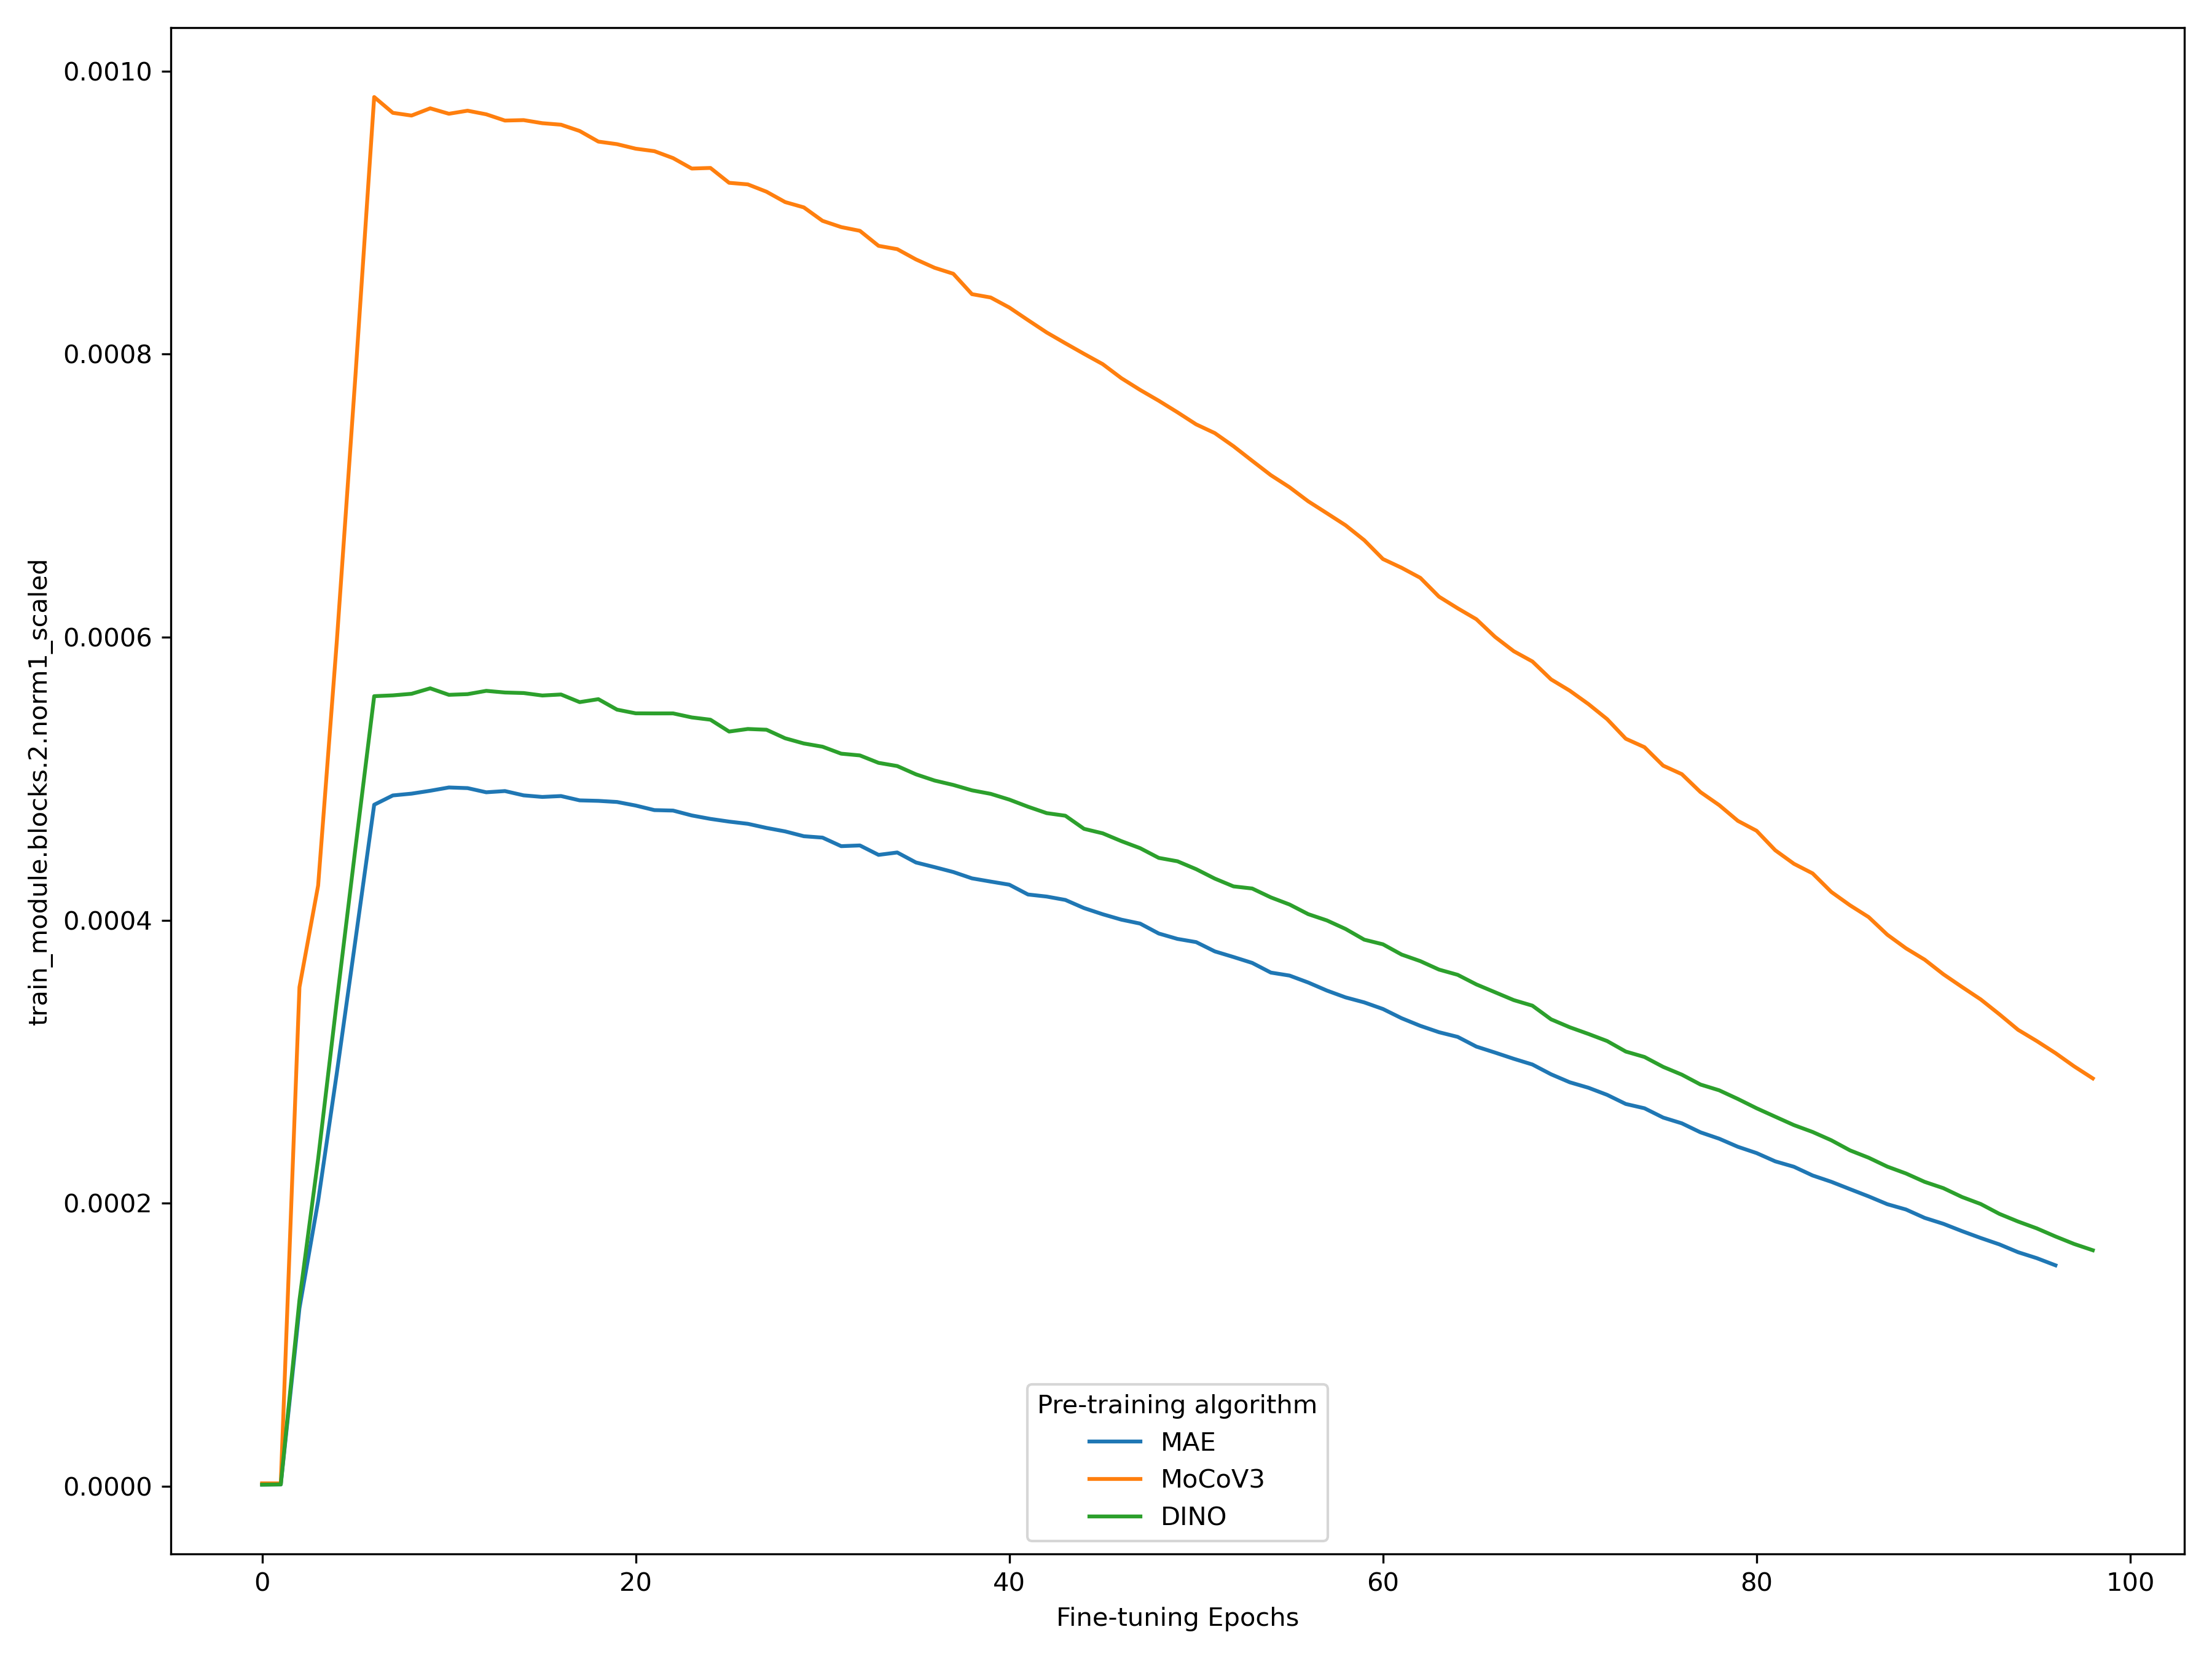 0.0010
0.0008
0.0006
0.0004
0.0002
0.0000
train_module.blocks.2.norm1_scaled
0
20
40
60
80
100
Fine-tuning Epochs
Pre-training algorithm
MAE
MoCoV3
DINO